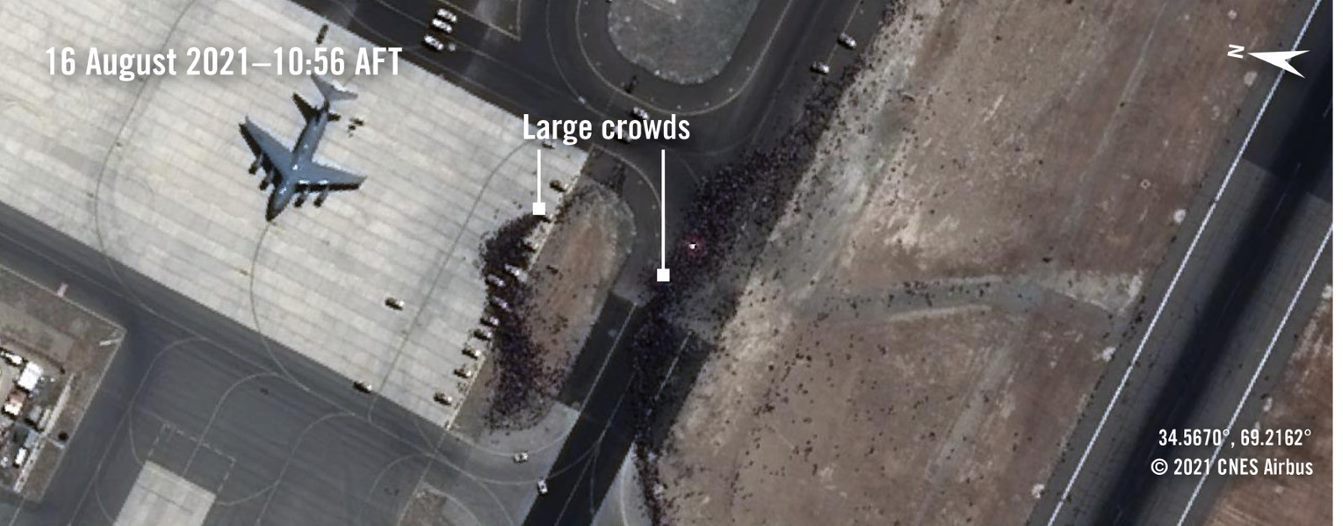 16 August 2021–10:56 AFT
N
Large crowds
34.5670°, 69.2162°
© 2021 CNES Airbus